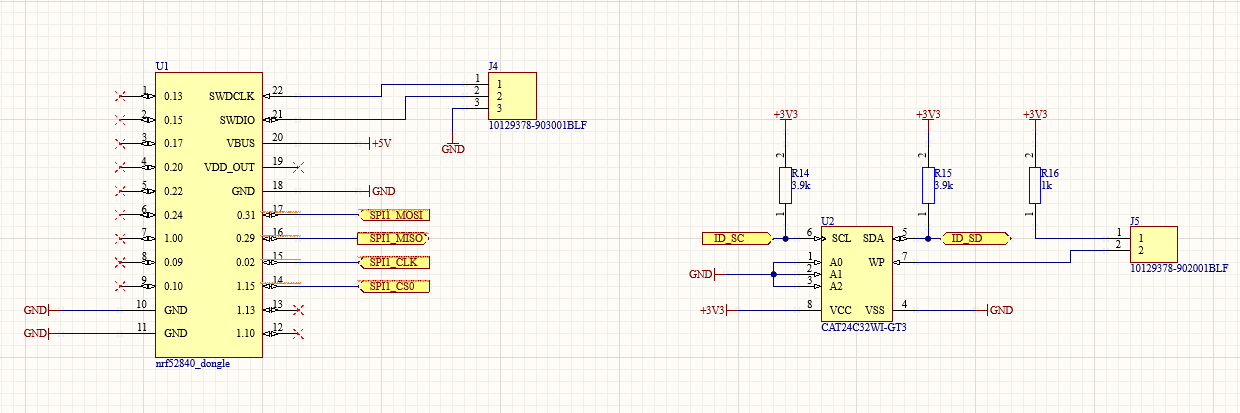 U1
1 0.13 SWDCLK 22
2 0.15 SWDIO 21
3 0.17 VBUS 20 +5V
4 0.20 VDD_OUT 19
5 0.22 GND 18 GND
6 0.24 0.31 17 SPI1_MOSI
7 1.00 0.29 16 SPI1_MISO
8 0.09 0.02 15 SPI1_CLK
9 0.10 1.15 14 SPI1_CS0
GND 10 GND 1.13 13
GND 11 GND 1.10 12
nrf52840_dongle
J4
1 1
2 2
3 3
10129378-903001BLF
GND
+3V3
2
R14
3.9k
1
+3V3
2
R15
3.9k
1
+3V3
2
R16
1k
1
U2
ID_SC 6 SCL SDA 5 ID_SD
1 A0 WP 7
GND 2 A1
3 A2
+3V3 8 VCC VSS 4 GND
CAT24C32WI-GT3
J5
1 1
2 2
10129378-902001BLF